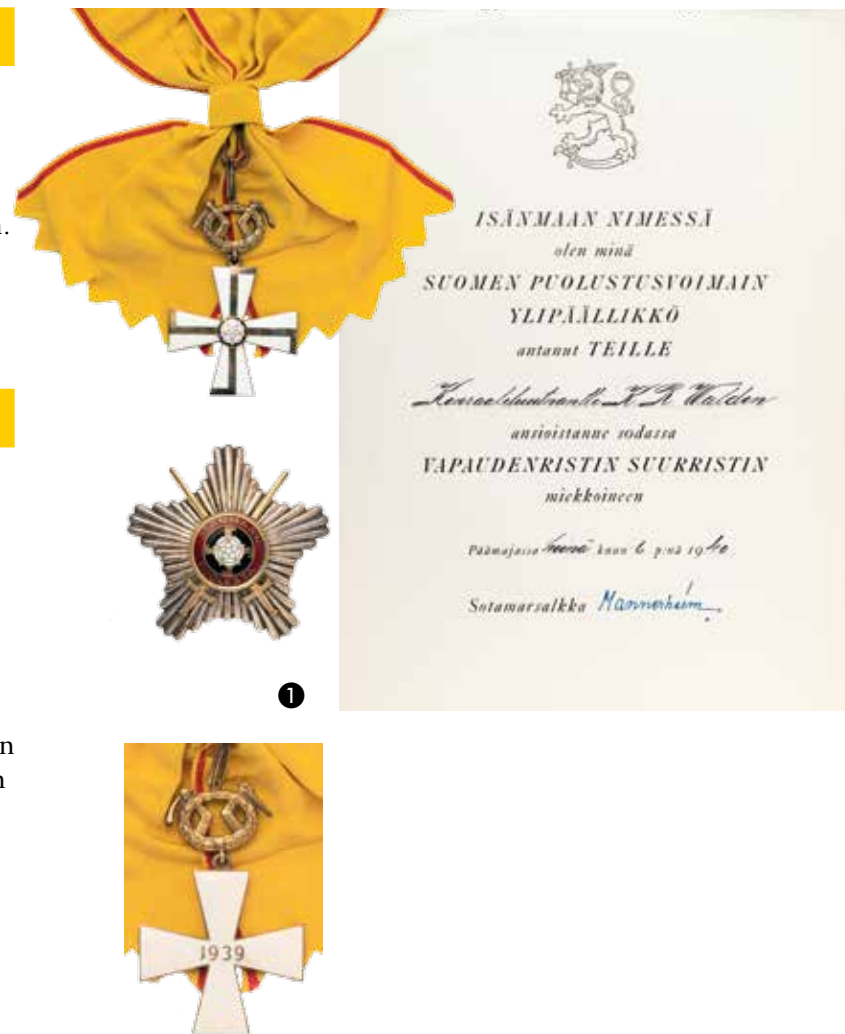 ISÄNMAAN NIMESSÄ
olen minä
SUOMEN PUOLUSTUSVOIMAIN
YLIPÄÄLLIKKÖ
antanut TEILLE
Kenraaliluutnantti K R Walden
ansioistanne sodassa
VAPAUDENRISTIN SUURRISTIN
miekkoineen
Päämajassa kuun 6 p:nä 1940
Sotamarsalkka Mannerheim
1
n
1939